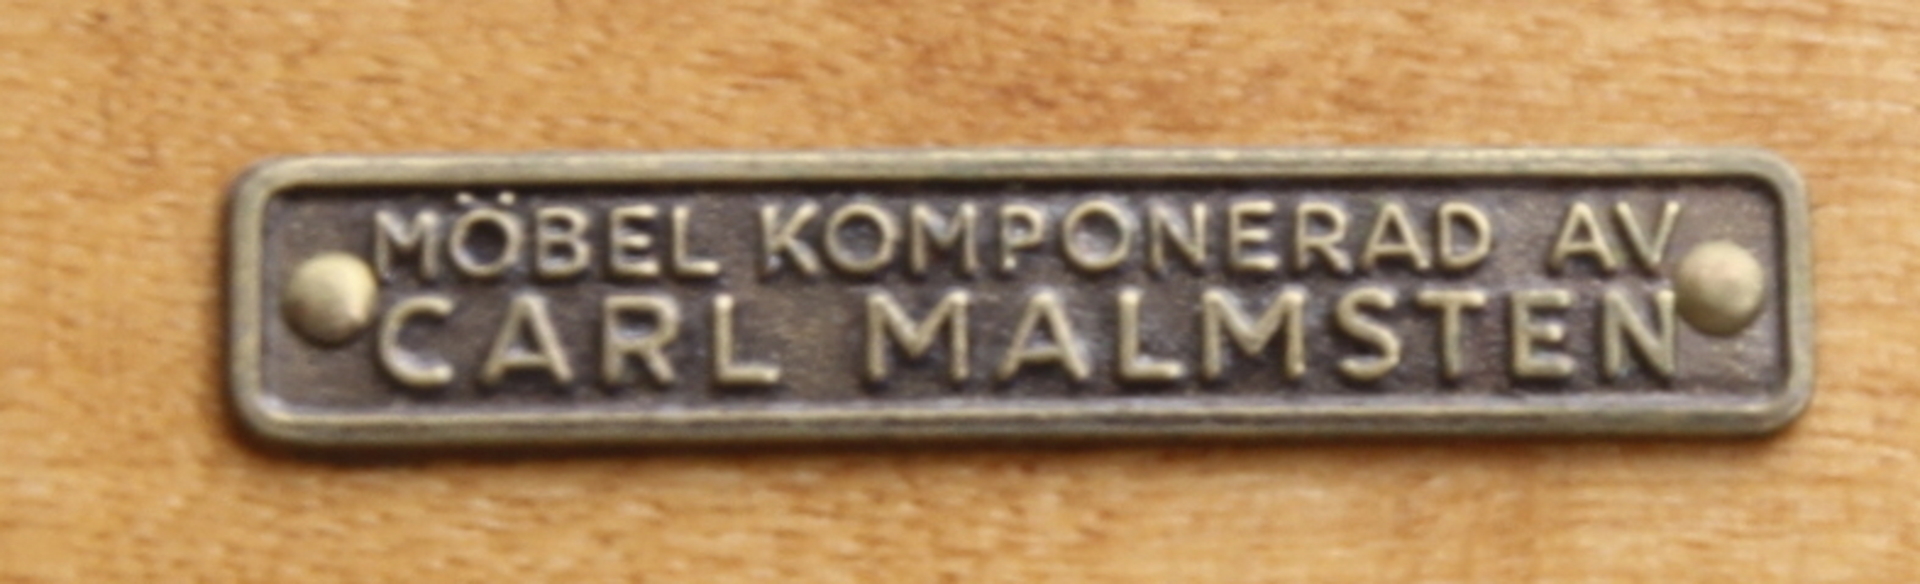 MÖBEL KOMPONERAD AV
CARL MALMSTEN